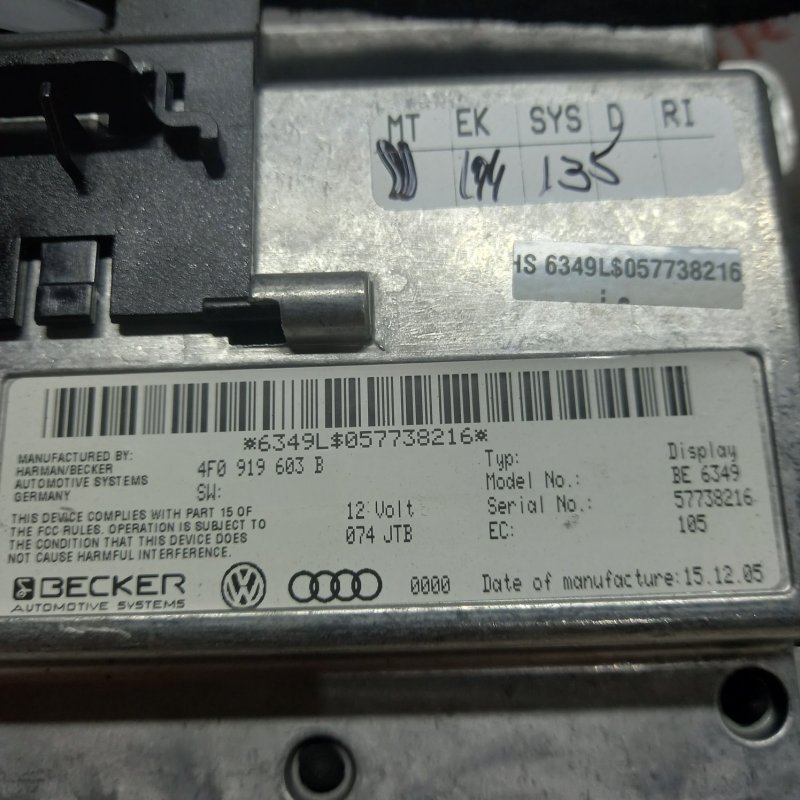 MT EK SYS D RI
194 135
HS 6349L$057738216
*6349L$057738216*
MANUFACTURED BY:
HARMAN/BECKER
AUTOMOTIVE SYSTEMS
GERMANY
4F0 919 603 B
SW:
Typ: Display
Model No.: BE 6349
Serial No.: 57738216
EC: 105
12 Volt
074 JTB
THIS DEVICE COMPLIES WITH PART 15 OF
THE FCC RULES. OPERATION IS SUBJECT TO
THE CONDITION THAT THIS DEVICE DOES
NOT CAUSE HARMFUL INTERFERENCE.
BECKER
AUTOMOTIVE SYSTEMS
0000
Date of manufacture:15.12.05